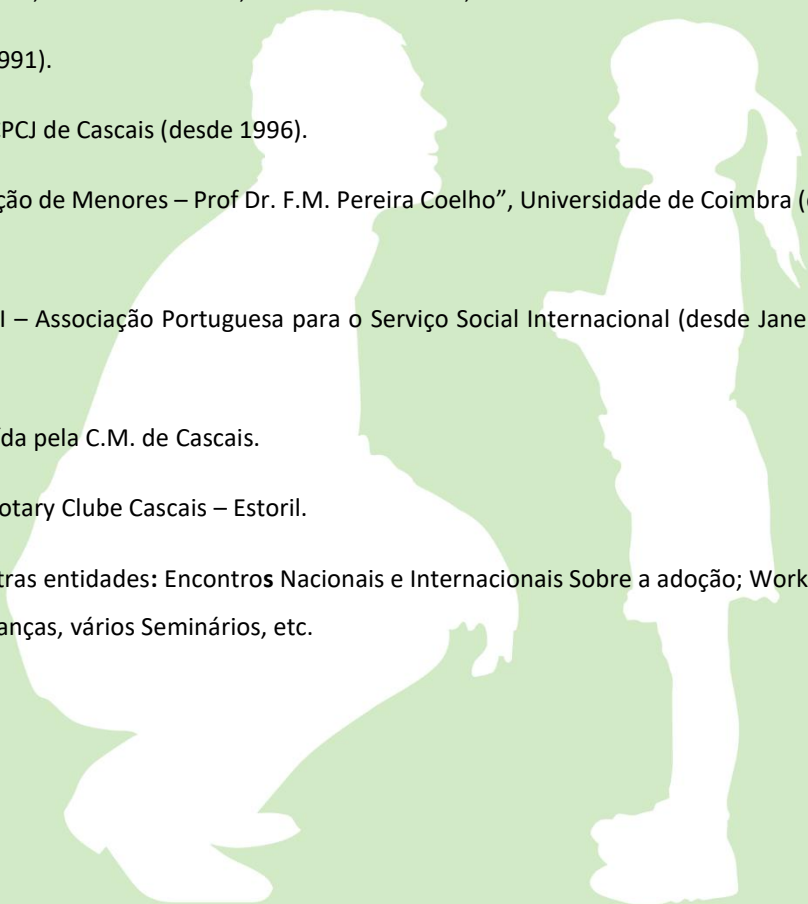 991).
PCJ de Cascais (desde 1996).
ção de Menores – Prof Dr. F.M. Pereira Coelho”, Universidade de Coimbra (
I – Associação Portuguesa para o Serviço Social Internacional (desde Jane
da pela C.M. de Cascais.
otary Clube Cascais – Estoril.
tras entidades: Encontros Nacionais e Internacionais Sobre a adoção; Work
anças, vários Seminários, etc.